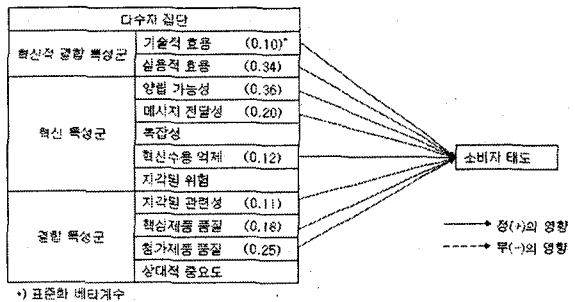 다수자 집단
혁신적 결합 특성군
기술적 효용 (0.10)*
실용적 효용 (0.34)
혁신 특성군
양립 가능성 (0.36)
메시지 전달성 (0.20)
복잡성
혁신수용 억제 (0.12)
지각된 위험
결합 특성군
지각된 관련성 (0.11)
핵심제품 품질 (0.18)
첨가제품 품질 (0.25)
상대적 중요도
소비자 태도
정(+)의 영향
부(-)의 영향
*) 표준화 베타계수